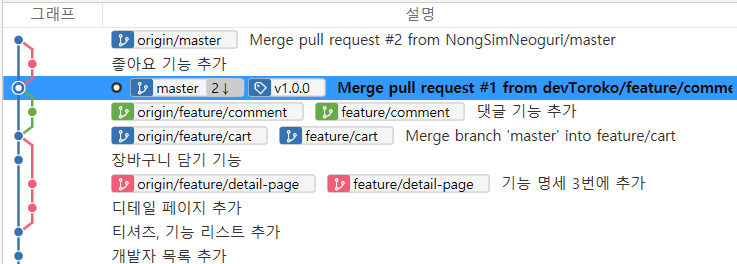 그래프 설명
origin/master Merge pull request #2 from NongSimNeoguri/master
좋아요 기능 추가
master 2↓ v1.0.0 Merge pull request #1 from devToroko/feature/comme
origin/feature/comment feature/comment 댓글 기능 추가
origin/feature/cart feature/cart Merge branch 'master' into feature/cart
장바구니 담기 기능
origin/feature/detail-page feature/detail-page 기능 명세 3번에 추가
디테일 페이지 추가
티셔츠, 기능 리스트 추가
개발자 목록 추가